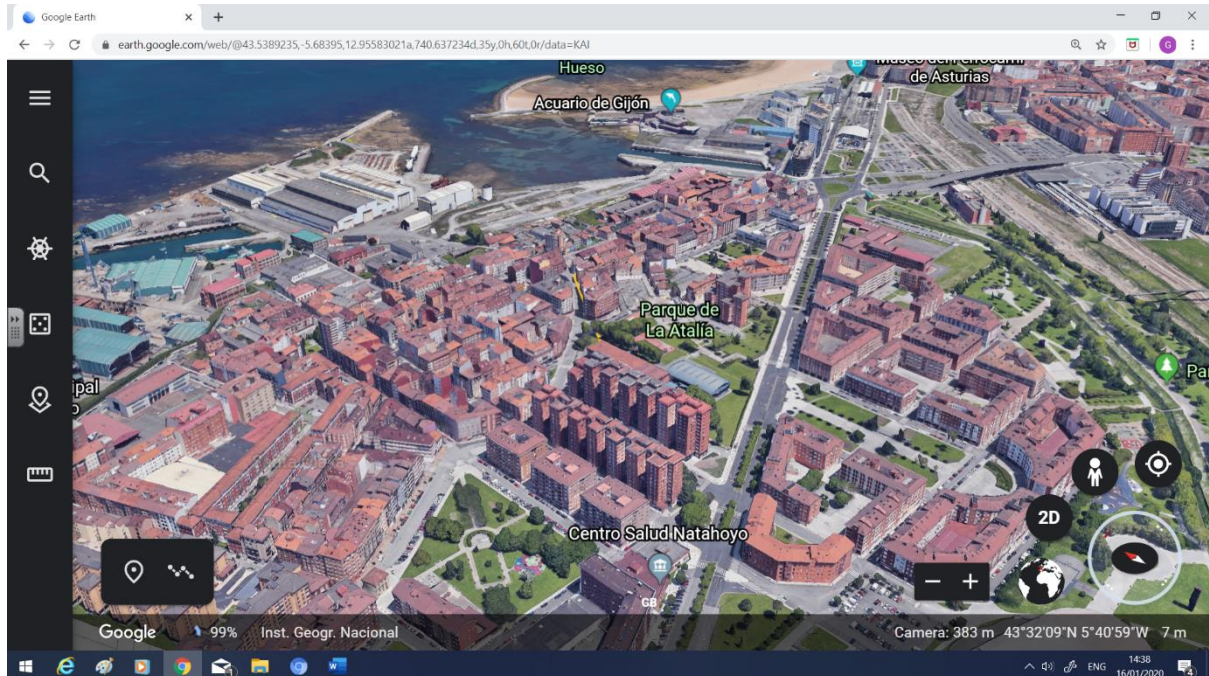 Google Earth
earth.google.com/web/@43.5389235,-5.68395,12.95583021a,740.637234d,35y,0h,60t,0r/data=KAI
G
Hueso
Acuario de Gijón
de Asturias
Parque de
La Atalía
Pa
ipal
2D
Centro Salud Natahoyo
GB
Google
99%
Inst. Geogr. Nacional
Camera: 383 m 43°32'09"N 5°40'59"W 7 m
ENG
14:38
16/01/2020